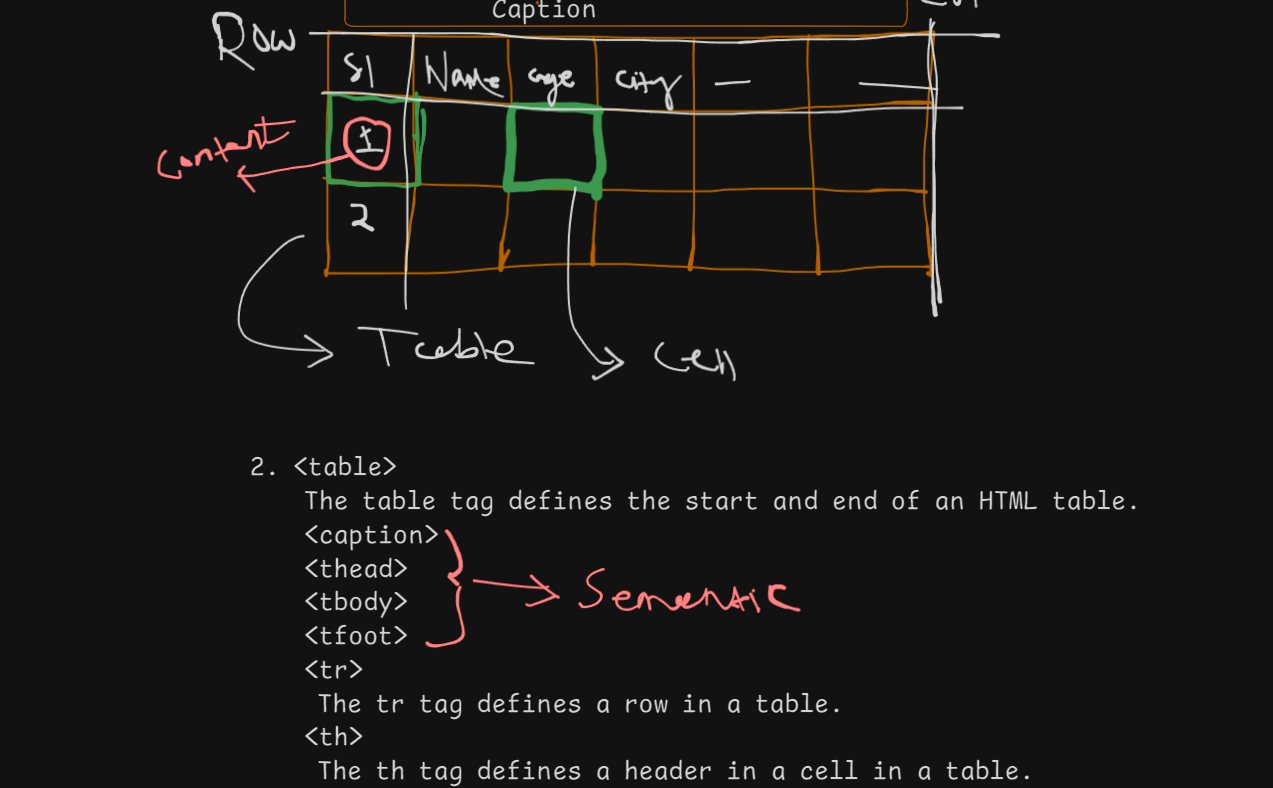 Caption
Row
Sl Name age city
Contant
1
2
Table
Cell
2. <table>
The table tag defines the start and end of an HTML table.
<caption>
<thead>
<tbody>
<tfoot>
Semantic
<tr>
The tr tag defines a row in a table.
<th>
The th tag defines a header in a cell in a table.